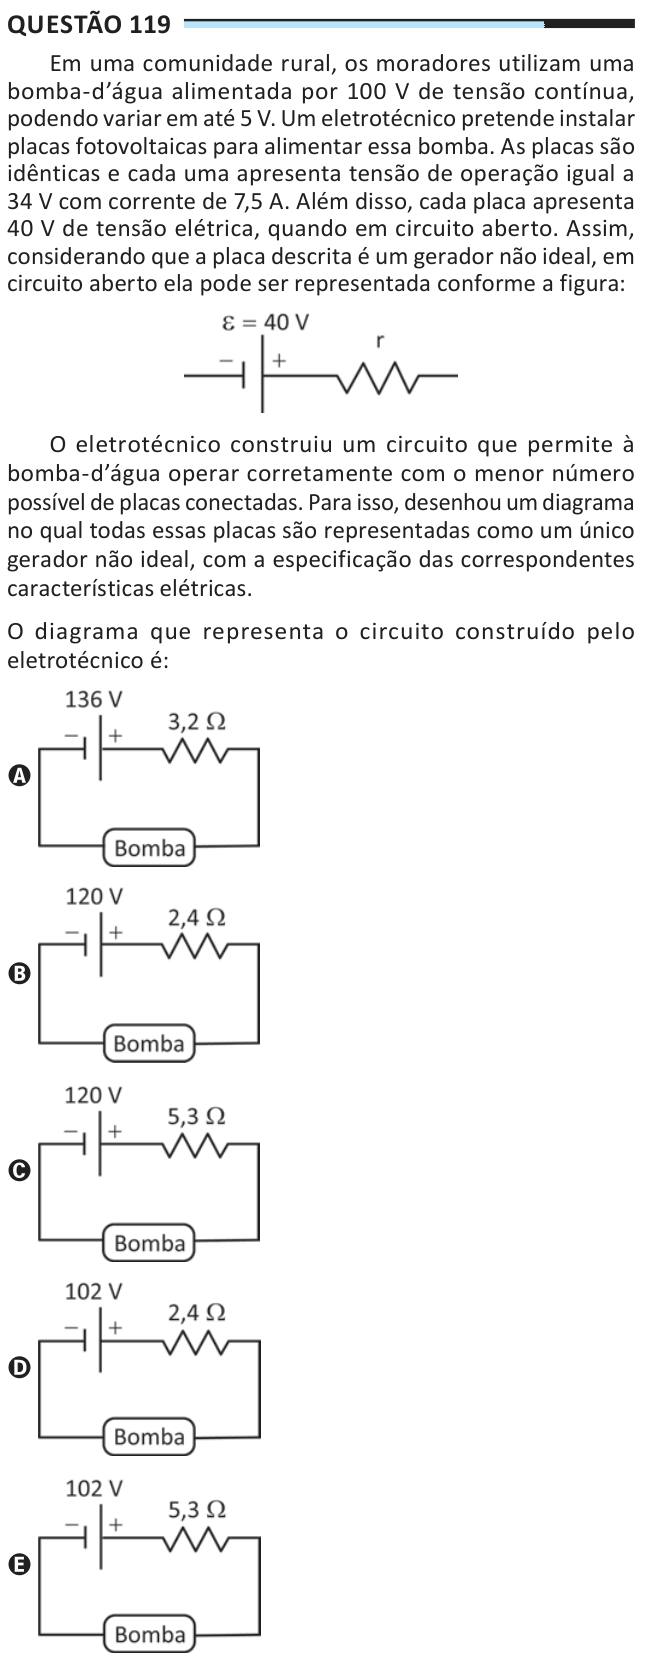 QUESTÃO 119
Em uma comunidade rural, os moradores utilizam uma
bomba-d’água alimentada por 100 V de tensão contínua,
podendo variar em até 5 V. Um eletrotécnico pretende instalar
placas fotovoltaicas para alimentar essa bomba. As placas são
idênticas e cada uma apresenta tensão de operação igual a
34 V com corrente de 7,5 A. Além disso, cada placa apresenta
40 V de tensão elétrica, quando em circuito aberto. Assim,
considerando que a placa descrita é um gerador não ideal, em
circuito aberto ela pode ser representada conforme a figura:
ε = 40 V
r
− +
O eletrotécnico construiu um circuito que permite à
bomba-d’água operar corretamente com o menor número
possível de placas conectadas. Para isso, desenhou um diagrama
no qual todas essas placas são representadas como um único
gerador não ideal, com a especificação das correspondentes
características elétricas.
O diagrama que representa o circuito construído pelo
eletrotécnico é:
136 V
3,2 Ω
− +
A
Bomba
120 V
2,4 Ω
− +
B
Bomba
120 V
5,3 Ω
− +
C
Bomba
102 V
2,4 Ω
− +
D
Bomba
102 V
5,3 Ω
− +
E
Bomba